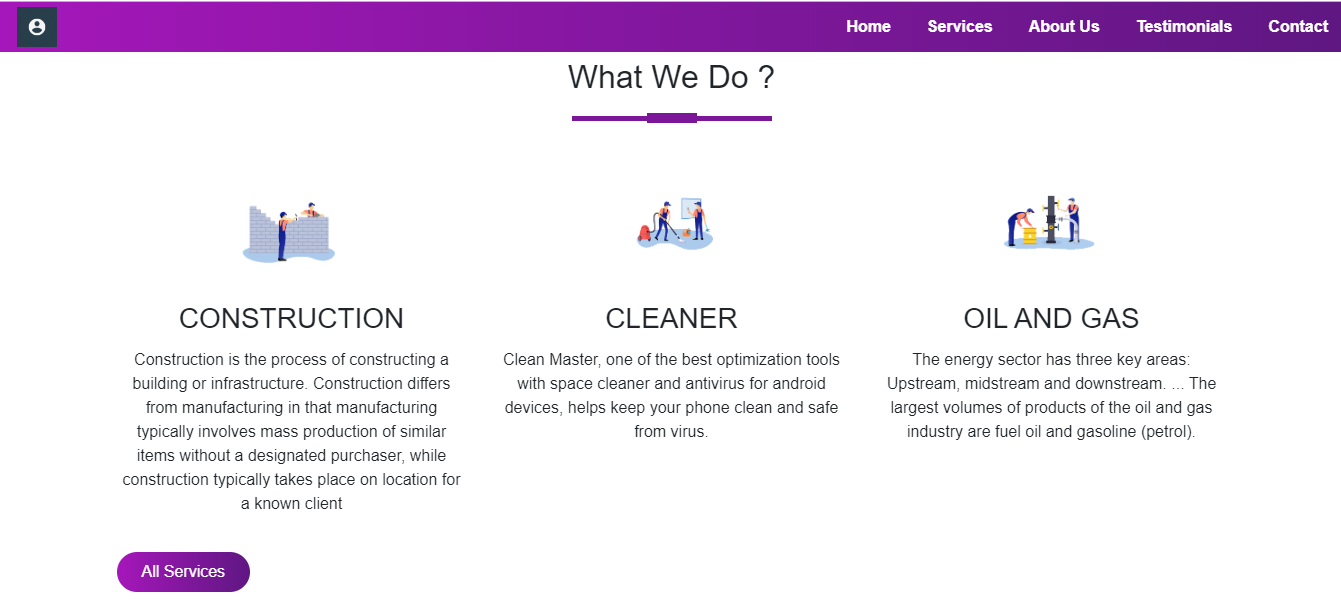 Home Services About Us Testimonials Contact
What We Do ?
CONSTRUCTION
Construction is the process of constructing a
building or infrastructure. Construction differs
from manufacturing in that manufacturing
typically involves mass production of similar
items without a designated purchaser, while
construction typically takes place on location for
a known client
CLEANER
Clean Master, one of the best optimization tools
with space cleaner and antivirus for android
devices, helps keep your phone clean and safe
from virus.
OIL AND GAS
The energy sector has three key areas:
Upstream, midstream and downstream. ... The
largest volumes of products of the oil and gas
industry are fuel oil and gasoline (petrol).
All Services